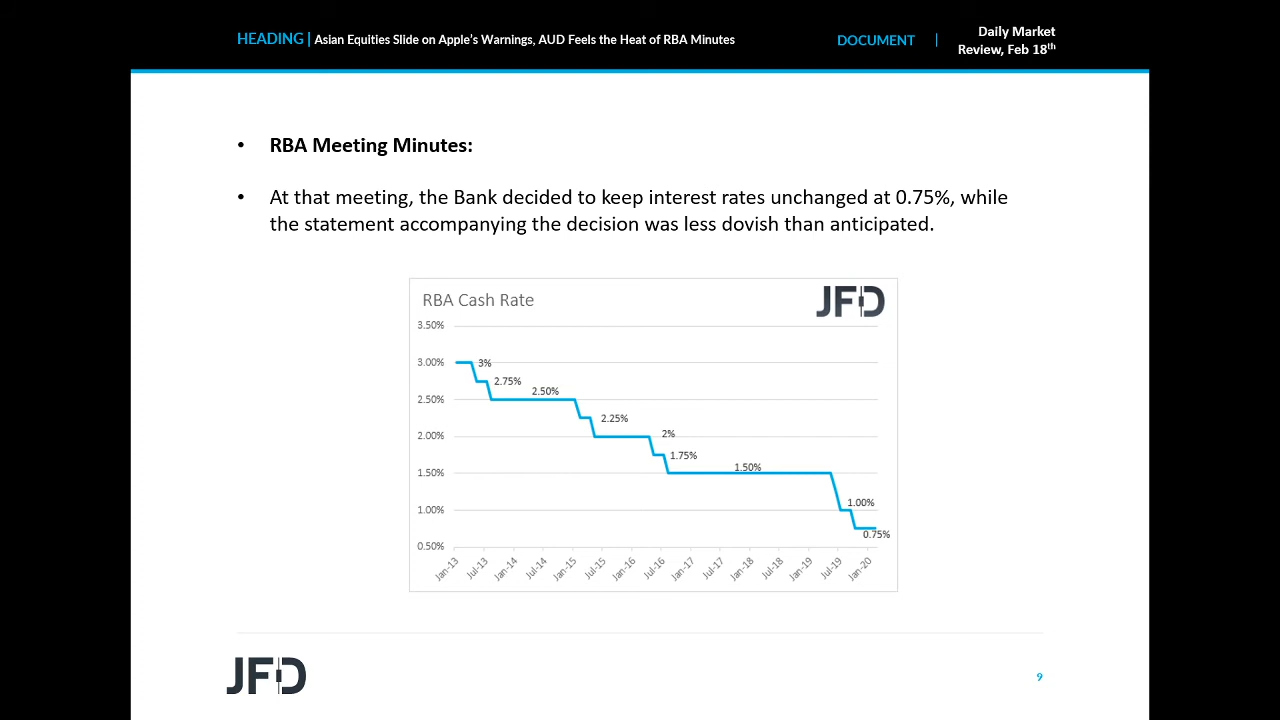 HEADING | Asian Equities Slide on Apple's Warnings, AUD Feels the Heat of RBA Minutes
DOCUMENT |
Daily Market
Review, Feb 18th
• RBA Meeting Minutes:
• At that meeting, the Bank decided to keep interest rates unchanged at 0.75%, while
the statement accompanying the decision was less dovish than anticipated.
RBA Cash Rate
JFD
3.50%
3.00%
2.50%
2.00%
1.50%
1.00%
0.50%
3%
2.75%
2.50%
2.25%
2%
1.75%
1.50%
1.00%
0.75%
Jan-13
Jul-13
Jan-14
Jul-14
Jan-15
Jul-15
Jan-16
Jul-16
Jan-17
Jul-17
Jan-18
Jul-18
Jan-19
Jul-19
Jan-20
JFD
9